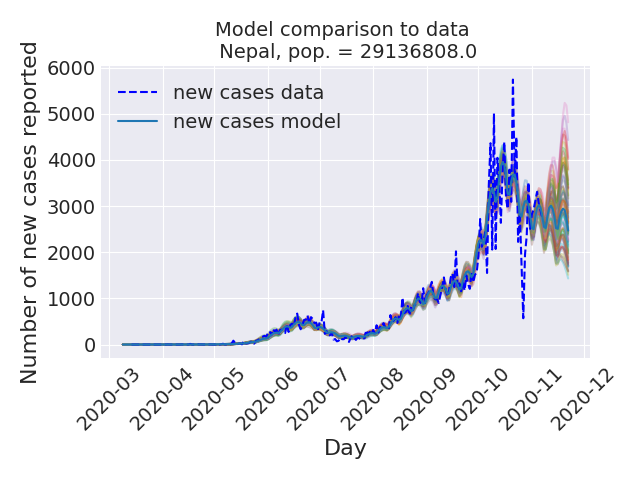 Model comparison to data
Nepal, pop. = 29136808.0
Number of new cases reported
6000
5000
4000
3000
2000
1000
0
new cases data
new cases model
2020-03
2020-04
2020-05
2020-06
2020-07
2020-08
2020-09
2020-10
2020-11
2020-12
Day